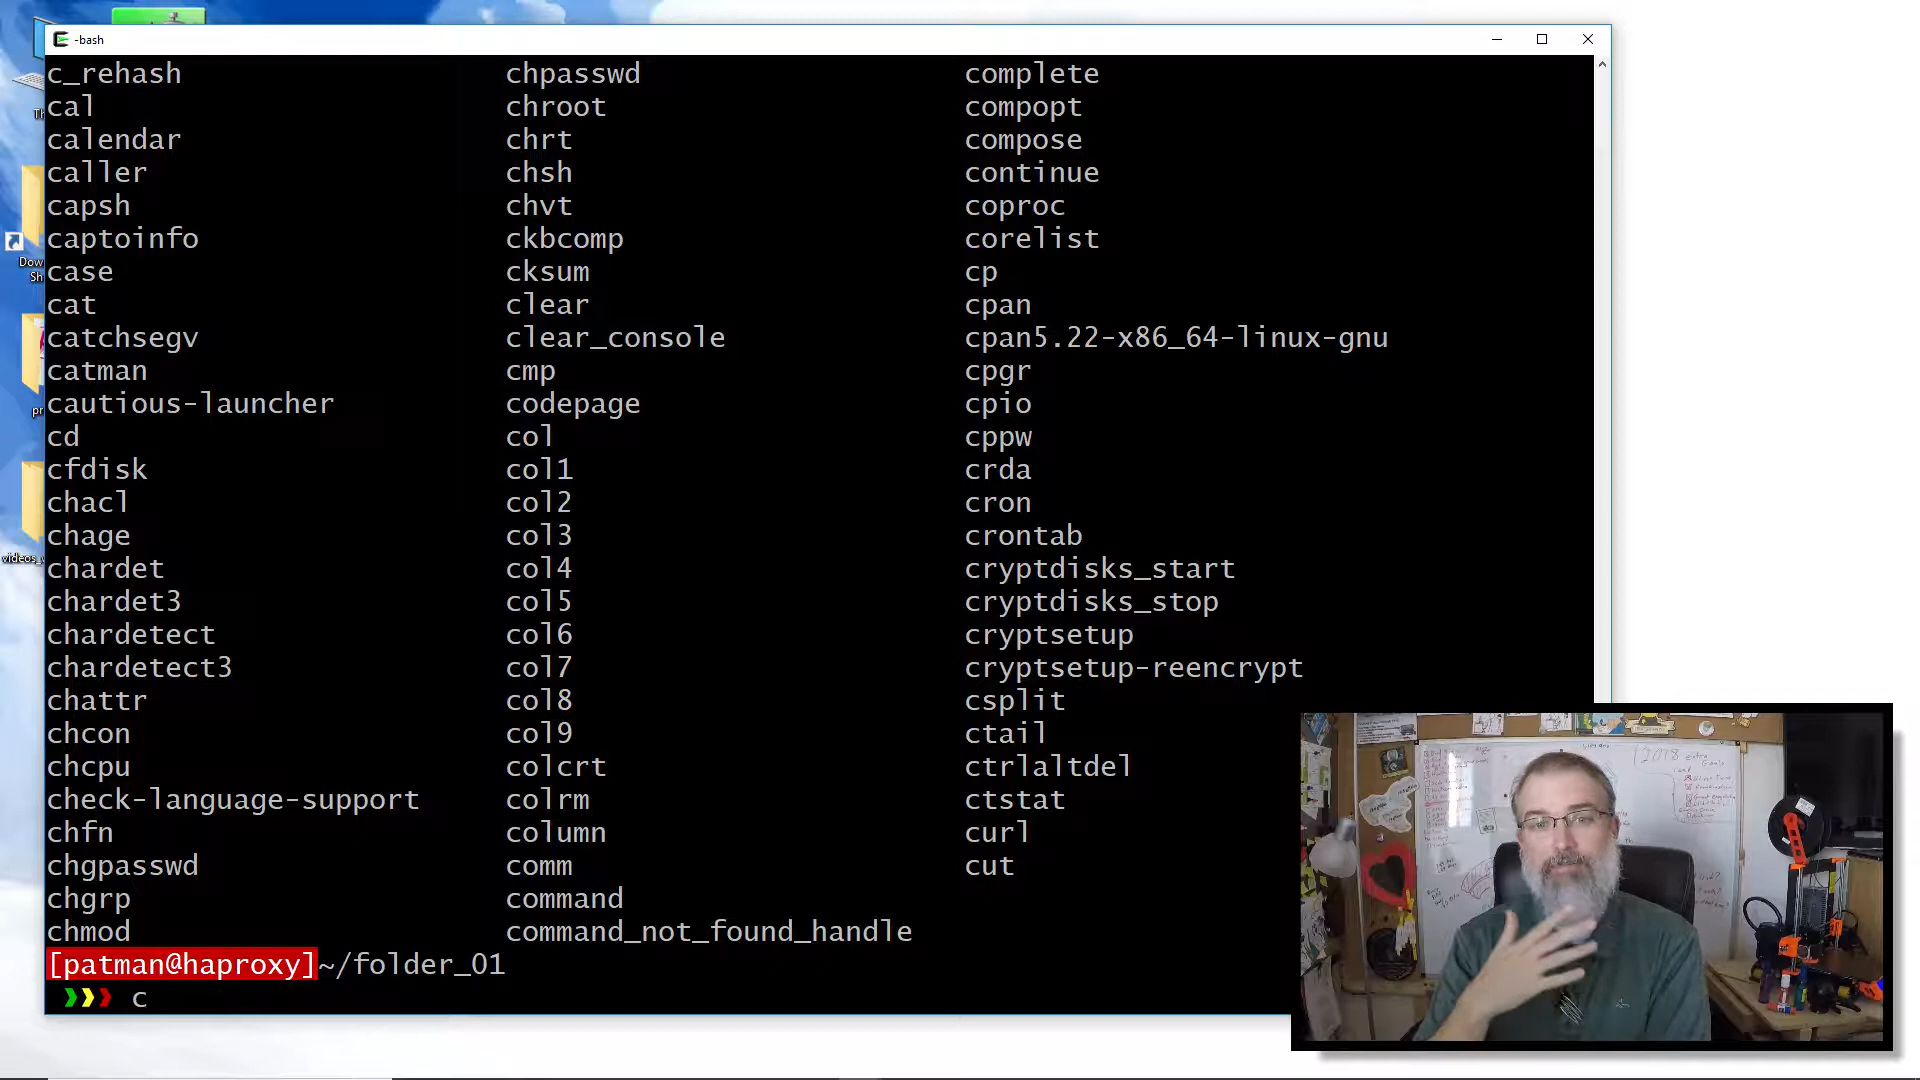 -bash
c_rehash chpasswd complete
cal chroot compopt
calendar chrt compose
caller chsh continue
capsh chvt coproc
captoinfo ckbcomp corelist
case cksum cp
cat clear cpan
catchsegv clear_console cpan5.22-x86_64-linux-gnu
catman cmp cpgr
cautious-launcher codepage cpio
cd col cppw
cfdisk col1 crda
chacl col2 cron
chage col3 crontab
chardet col4 cryptdisks_start
chardet3 col5 cryptdisks_stop
chardetect col6 cryptsetup
chardetect3 col7 cryptsetup-reencrypt
chattr col8 csplit
chcon col9 ctail
chcpu colcrt ctrlaltdel
check-language-support colrm ctstat
chfn column curl
chgpasswd comm cut
chgrp command
chmod command_not_found_handle
[patman@haproxy]~/folder_01
❯❯❯ c
2018 extra
Goals